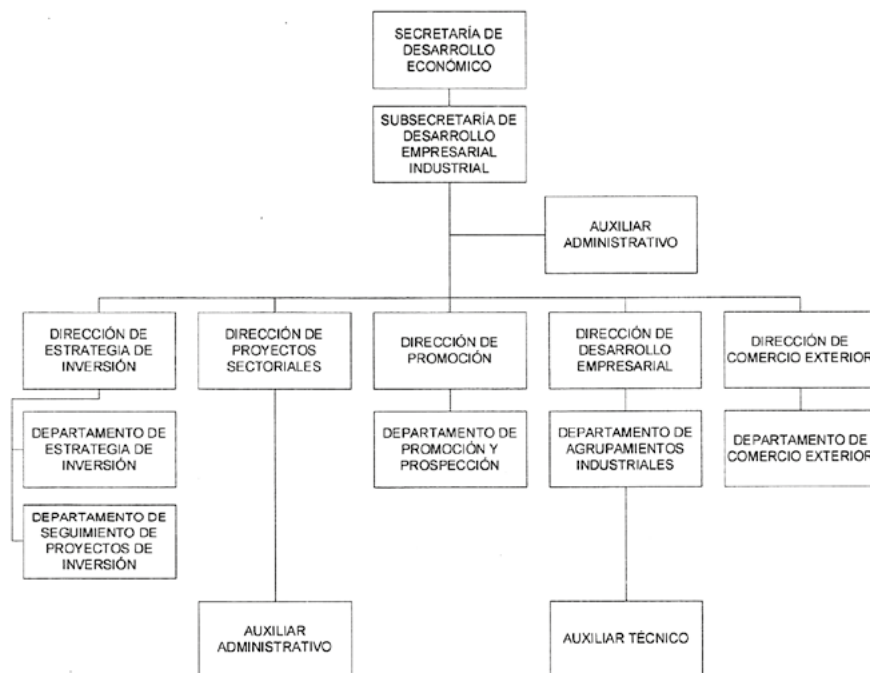 SECRETARÍA DE
DESARROLLO
ECONÓMICO
SUBSECRETARÍA DE
DESARROLLO
EMPRESARIAL
INDUSTRIAL
AUXILIAR
ADMINISTRATIVO
DIRECCIÓN DE
ESTRATEGIA DE
INVERSIÓN
DIRECCIÓN DE
PROYECTOS
SECTORIALES
DIRECCIÓN DE
PROMOCIÓN
DIRECCIÓN DE
DESARROLLO
EMPRESARIAL
DIRECCIÓN DE
COMERCIO EXTERIOR
DEPARTAMENTO DE
ESTRATEGIA DE
INVERSIÓN
DEPARTAMENTO DE
PROMOCIÓN Y
PROSPECCIÓN
DEPARTAMENTO DE
AGRUPAMIENTOS
INDUSTRIALES
DEPARTAMENTO DE
COMERCIO EXTERIOR
DEPARTAMENTO DE
SEGUIMIENTO DE
PROYECTOS DE
INVERSIÓN
AUXILIAR
ADMINISTRATIVO
AUXILIAR TÉCNICO